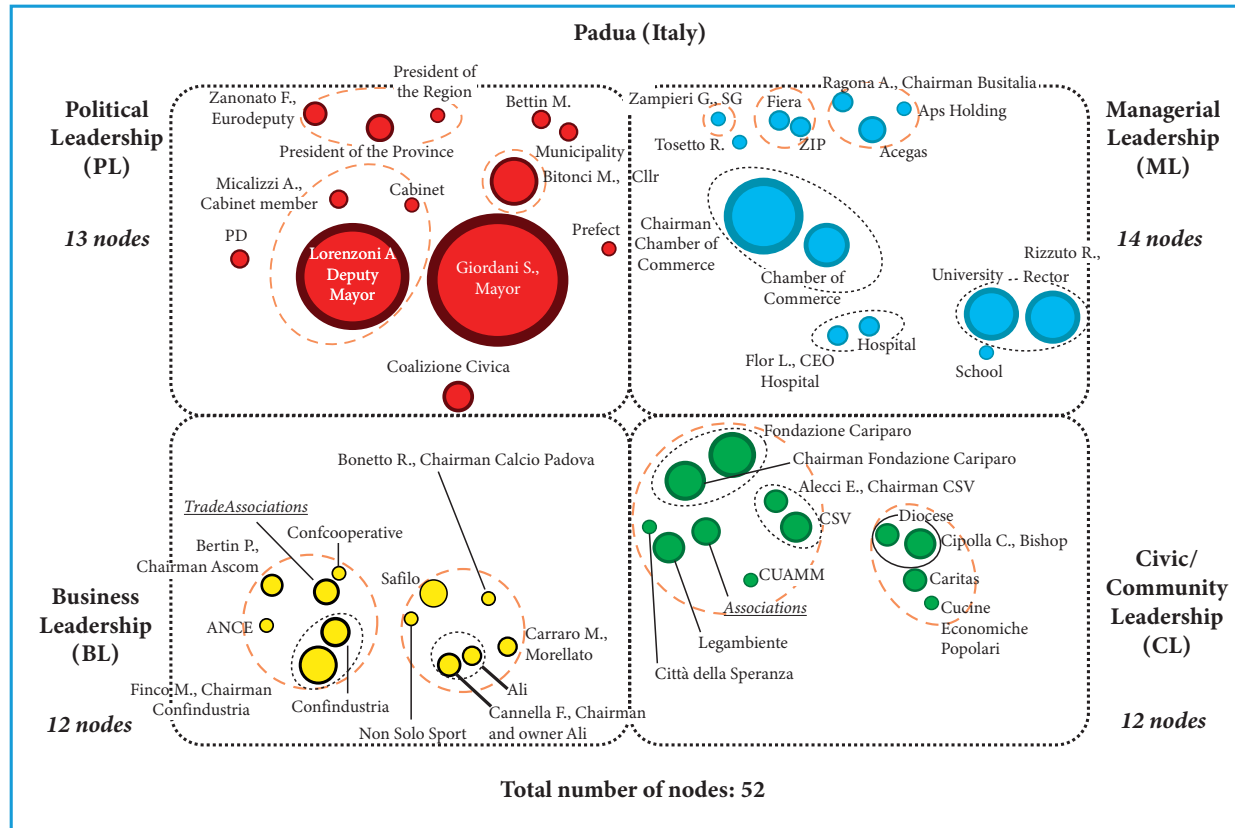 Padua (Italy)
Political
Leadership
(PL)
13 nodes
Zanonato F.,
Eurodeputy
President of
the Region
President of the Province
Bettin M.
Municipality
Bitonci M., Cllr
Micalizzi A.,
Cabinet member
Cabinet
PD
Prefect
Lorenzoni A
Deputy
Mayor
Giordani S.,
Mayor
Coalizione Civica
Managerial
Leadership
(ML)
14 nodes
Zampieri G., SG
Fiera
Ragona A., Chairman Busitalia
Aps Holding
Tosetto R.
ZIP
Acegas
Chairman
Chamber of
Commerce
Chamber of
Commerce
University
Rizzuto R.,
Rector
Flor L., CEO
Hospital
Hospital
School
Business
Leadership
(BL)
12 nodes
Bonetto R., Chairman Calcio Padova
TradeAssociations
Confcooperative
Bertin P.,
Chairman Ascom
Safilo
ANCE
Carraro M.,
Morellato
Finco M., Chairman
Confindustria
Confindustria
Ali
Cannella F., Chairman
and owner Ali
Non Solo Sport
Civic/
Community
Leadership
(CL)
12 nodes
Fondazione Cariparo
Chairman Fondazione Cariparo
Alecci E., Chairman CSV
CSV
Diocese
Cipolla C., Bishop
CUAMM
Caritas
Associations
Cucine
Economiche
Popolari
Legambiente
Città della Speranza
Total number of nodes: 52